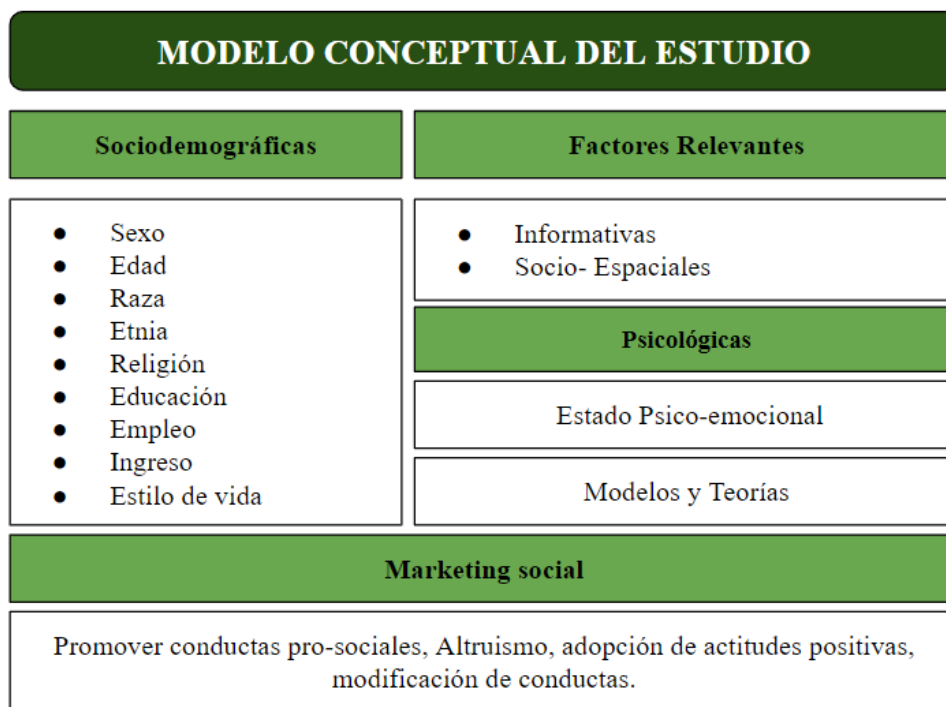 MODELO CONCEPTUAL DEL ESTUDIO
Sociodemográficas
● Sexo
● Edad
● Raza
● Etnia
● Religión
● Educación
● Empleo
● Ingreso
● Estilo de vida
Factores Relevantes
● Informativas
● Socio- Espaciales
Psicológicas
Estado Psico-emocional
Modelos y Teorías
Marketing social
Promover conductas pro-sociales, Altruismo, adopción de actitudes positivas,
modificación de conductas.